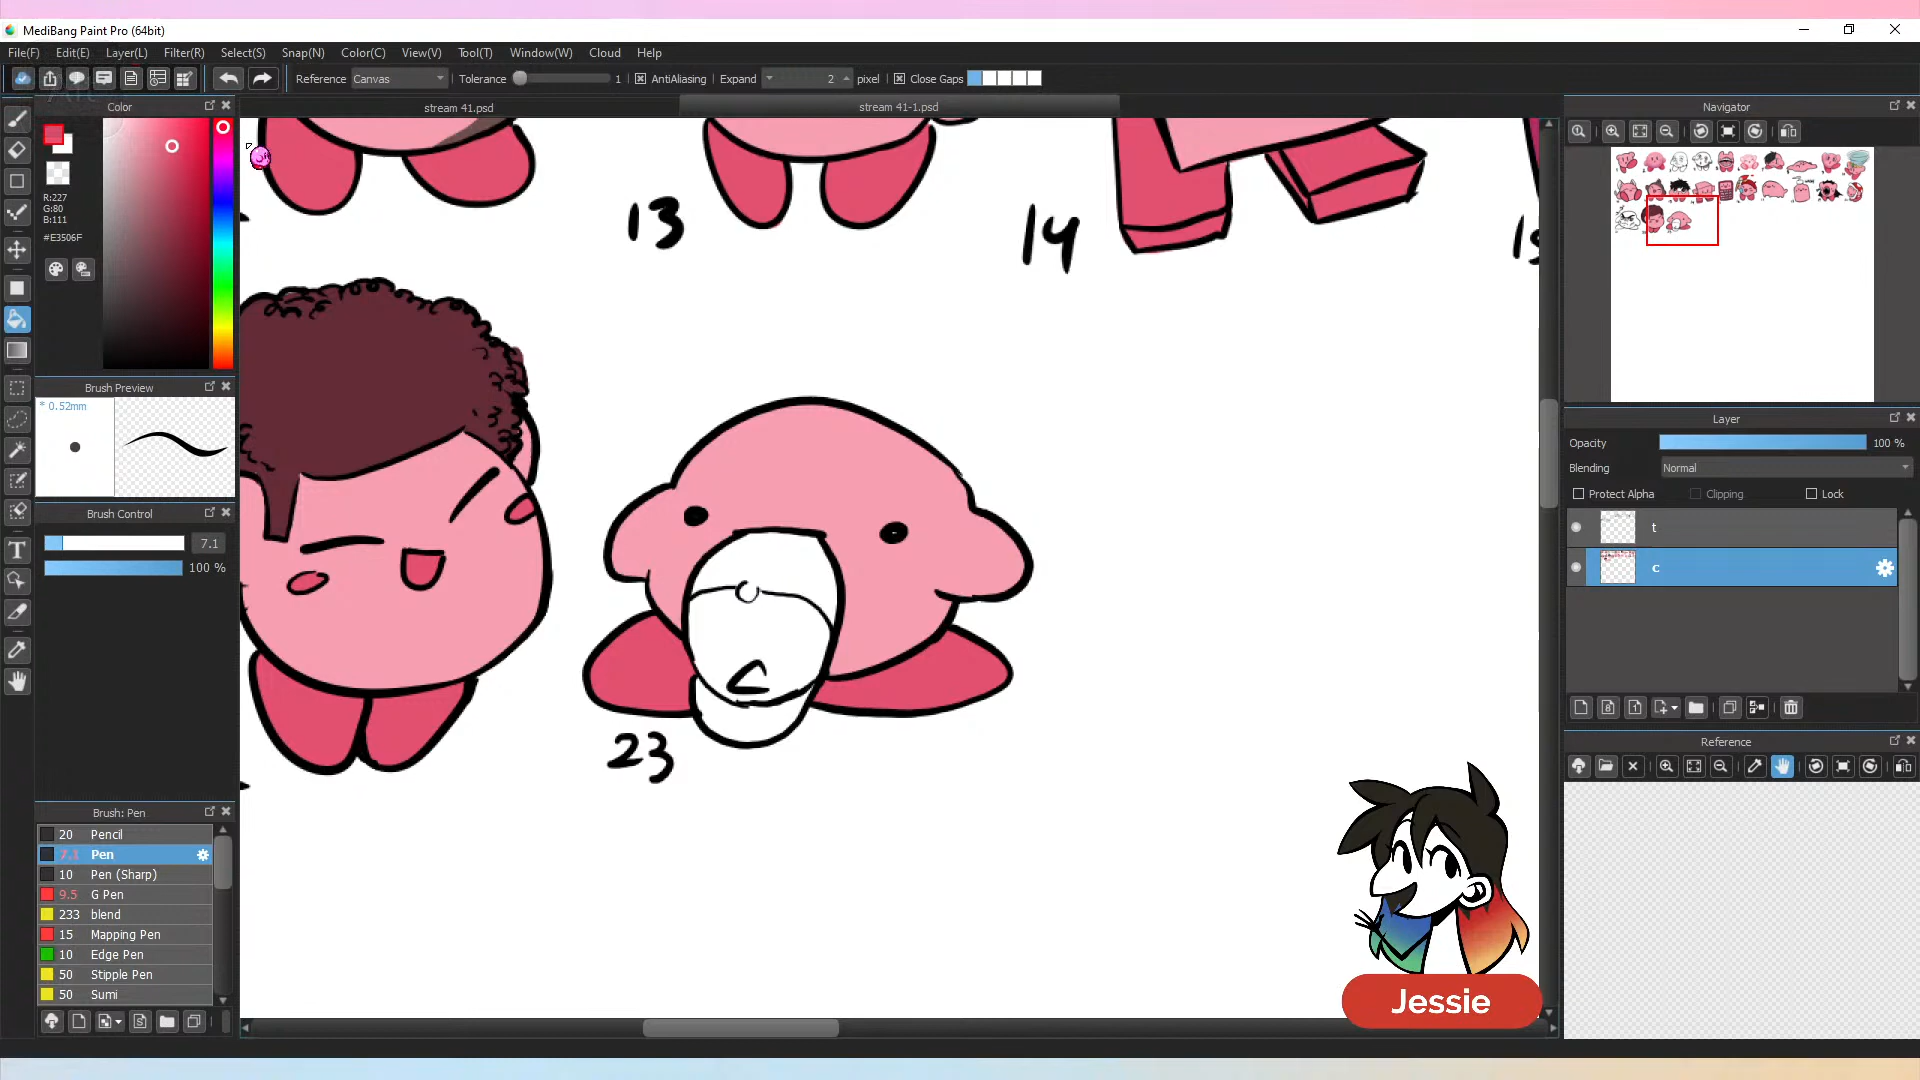 MediBang Paint Pro (64bit)
File(F) Edit(E) Layer(L) Filter(R) Select(S) Snap(N) Color(C) View(V) Tool(T) Window(W) Cloud Help
Reference Canvas Tolerance 1 AntiAliasing Expand 2 pixel Close Gaps
Color
stream 41.psd
stream 41-1.psd
Navigator
R:227
G:80
B:111
#E3506F
13
14
Brush Preview
* 0.52mm
Layer
Opacity 100 %
Blending Normal
Protect Alpha Clipping Lock
Brush Control
t
7.1
100 %
c
23
Reference
Brush: Pen
20 Pencil
7.1 Pen
10 Pen (Sharp)
9.5 G Pen
233 blend
15 Mapping Pen
10 Edge Pen
50 Stipple Pen
50 Sumi
Jessie